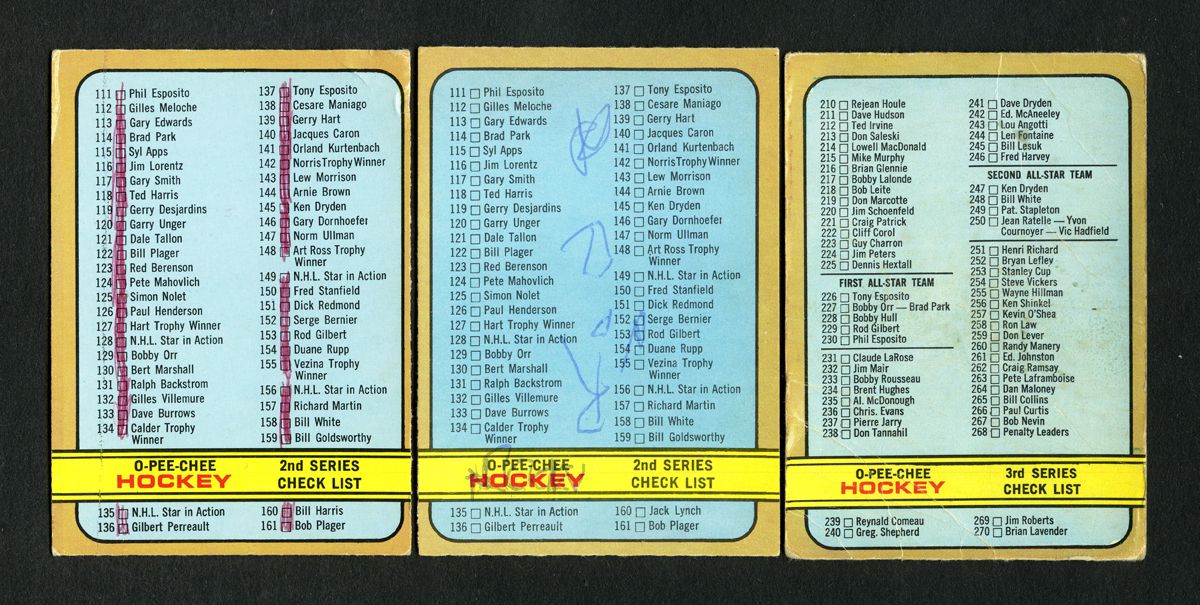 111 Phil Esposito
112 Gilles Meloche
113 Gary Edwards
114 Brad Park
115 Syl Apps
116 Jim Lorentz
117 Gary Smith
118 Ted Harris
119 Gerry Desjardins
120 Garry Unger
121 Dale Tallon
122 Bill Plager
123 Red Berenson
124 Pete Mahovlich
125 Simon Nolet
126 Paul Henderson
127 Hart Trophy Winner
128 N.H.L. Star in Action
129 Bobby Orr
130 Bert Marshall
131 Ralph Backstrom
132 Gilles Villemure
133 Dave Burrows
134 Calder Trophy
Winner
137 Tony Esposito
138 Cesare Maniago
139 Gerry Hart
140 Jacques Caron
141 Orland Kurtenbach
142 Norris Trophy Winner
143 Lew Morrison
144 Arnie Brown
145 Ken Dryden
146 Gary Dornhoefer
147 Norm Ullman
148 Art Ross Trophy
Winner
149 N.H.L. Star in Action
150 Fred Stanfield
151 Dick Redmond
152 Serge Bernier
153 Rod Gilbert
154 Duane Rupp
155 Vezina Trophy
Winner
156 N.H.L. Star in Action
157 Richard Martin
158 Bill White
159 Bill Goldsworthy
O-PEE-CHEE
HOCKEY
2nd SERIES
CHECK LIST
135 N.H.L. Star in Action
136 Gilbert Perreault
160 Bill Harris
161 Bob Plager
111 Phil Esposito
112 Gilles Meloche
113 Gary Edwards
114 Brad Park
115 Syl Apps
116 Jim Lorentz
117 Gary Smith
118 Ted Harris
119 Gerry Desjardins
120 Garry Unger
121 Dale Tallon
122 Bill Plager
123 Red Berenson
124 Pete Mahovlich
125 Simon Nolet
126 Paul Henderson
127 Hart Trophy Winner
128 N.H.L. Star in Action
129 Bobby Orr
130 Bert Marshall
131 Ralph Backstrom
132 Gilles Villemure
133 Dave Burrows
134 Calder Trophy
Winner
137 Tony Esposito
138 Cesare Maniago
139 Gerry Hart
140 Jacques Caron
141 Orland Kurtenbach
142 Norris Trophy Winner
143 Lew Morrison
144 Arnie Brown
145 Ken Dryden
146 Gary Dornhoefer
147 Norm Ullman
148 Art Ross Trophy
Winner
149 N.H.L. Star in Action
150 Fred Stanfield
151 Dick Redmond
152 Serge Bernier
153 Rod Gilbert
154 Duane Rupp
155 Vezina Trophy
Winner
156 N.H.L. Star in Action
157 Richard Martin
158 Bill White
159 Bill Goldsworthy
O-PEE-CHEE
HOCKEY
2nd SERIES
CHECK LIST
135 N.H.L. Star in Action
136 Gilbert Perreault
160 Jack Lynch
161 Bob Plager
210 Rejean Houle
211 Dave Hudson
212 Ted Irvine
213 Don Saleski
214 Lowell MacDonald
215 Mike Murphy
216 Brian Glennie
217 Bobby Lalonde
218 Bob Leite
219 Don Marcotte
220 Jim Schoenfeld
221 Craig Patrick
222 Cliff Corol
223 Guy Charron
224 Jim Peters
225 Dennis Hextall
FIRST ALL-STAR TEAM
226 Tony Esposito
227 Bobby Orr — Brad Park
228 Bobby Hull
229 Rod Gilbert
230 Phil Esposito
231 Claude LaRose
232 Jim Mair
233 Bobby Rousseau
234 Brent Hughes
235 Al. McDonough
236 Chris. Evans
237 Pierre Jarry
238 Don Tannahil
241 Dave Dryden
242 Ed. McAneeley
243 Lou Angotti
244 Len Fontaine
245 Bill Lesuk
246 Fred Harvey
SECOND ALL-STAR TEAM
247 Ken Dryden
248 Bill White
249 Pat. Stapleton
250 Jean Ratelle — Yvon
Cournoyer — Vic Hadfield
251 Henri Richard
252 Bryan Lefley
253 Stanley Cup
254 Steve Vickers
255 Wayne Hillman
256 Ken Shinkel
257 Kevin O'Shea
258 Ron Law
259 Don Lever
260 Randy Manery
261 Ed. Johnston
262 Craig Ramsay
263 Pete Laframboise
264 Dan Maloney
265 Bill Collins
266 Paul Curtis
267 Bob Nevin
268 Penalty Leaders
O-PEE-CHEE
HOCKEY
3rd SERIES
CHECK LIST
239 Reynald Comeau
240 Greg. Shepherd
269 Jim Roberts
270 Brian Lavender